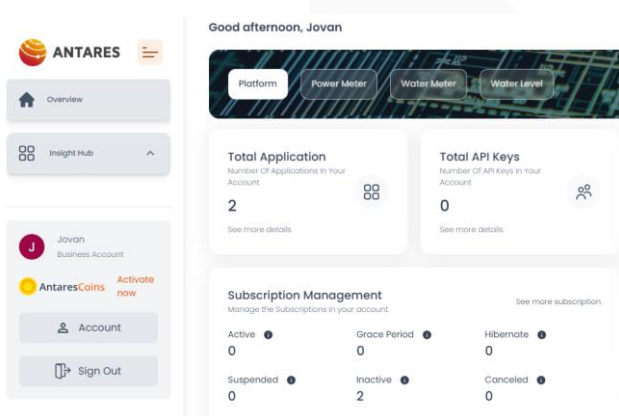 ANTARES
Overview
Insight Hub
J
Jovan
Business Account
AntaresCoins
Activate
now
Account
Sign Out
Good afternoon, Jovan
Platform
Power Meter
Water Meter
Water Level
Total Application
Number Of Applications In Your
Account
2
See more details
Total API Keys
Number Of API Keys In Your
Account
0
See more details
Subscription Management
Manage the Subscriptions in your account
See more subscription
Active
0
Grace Period
0
Hibernate
0
Suspended
0
Inactive
2
Canceled
0